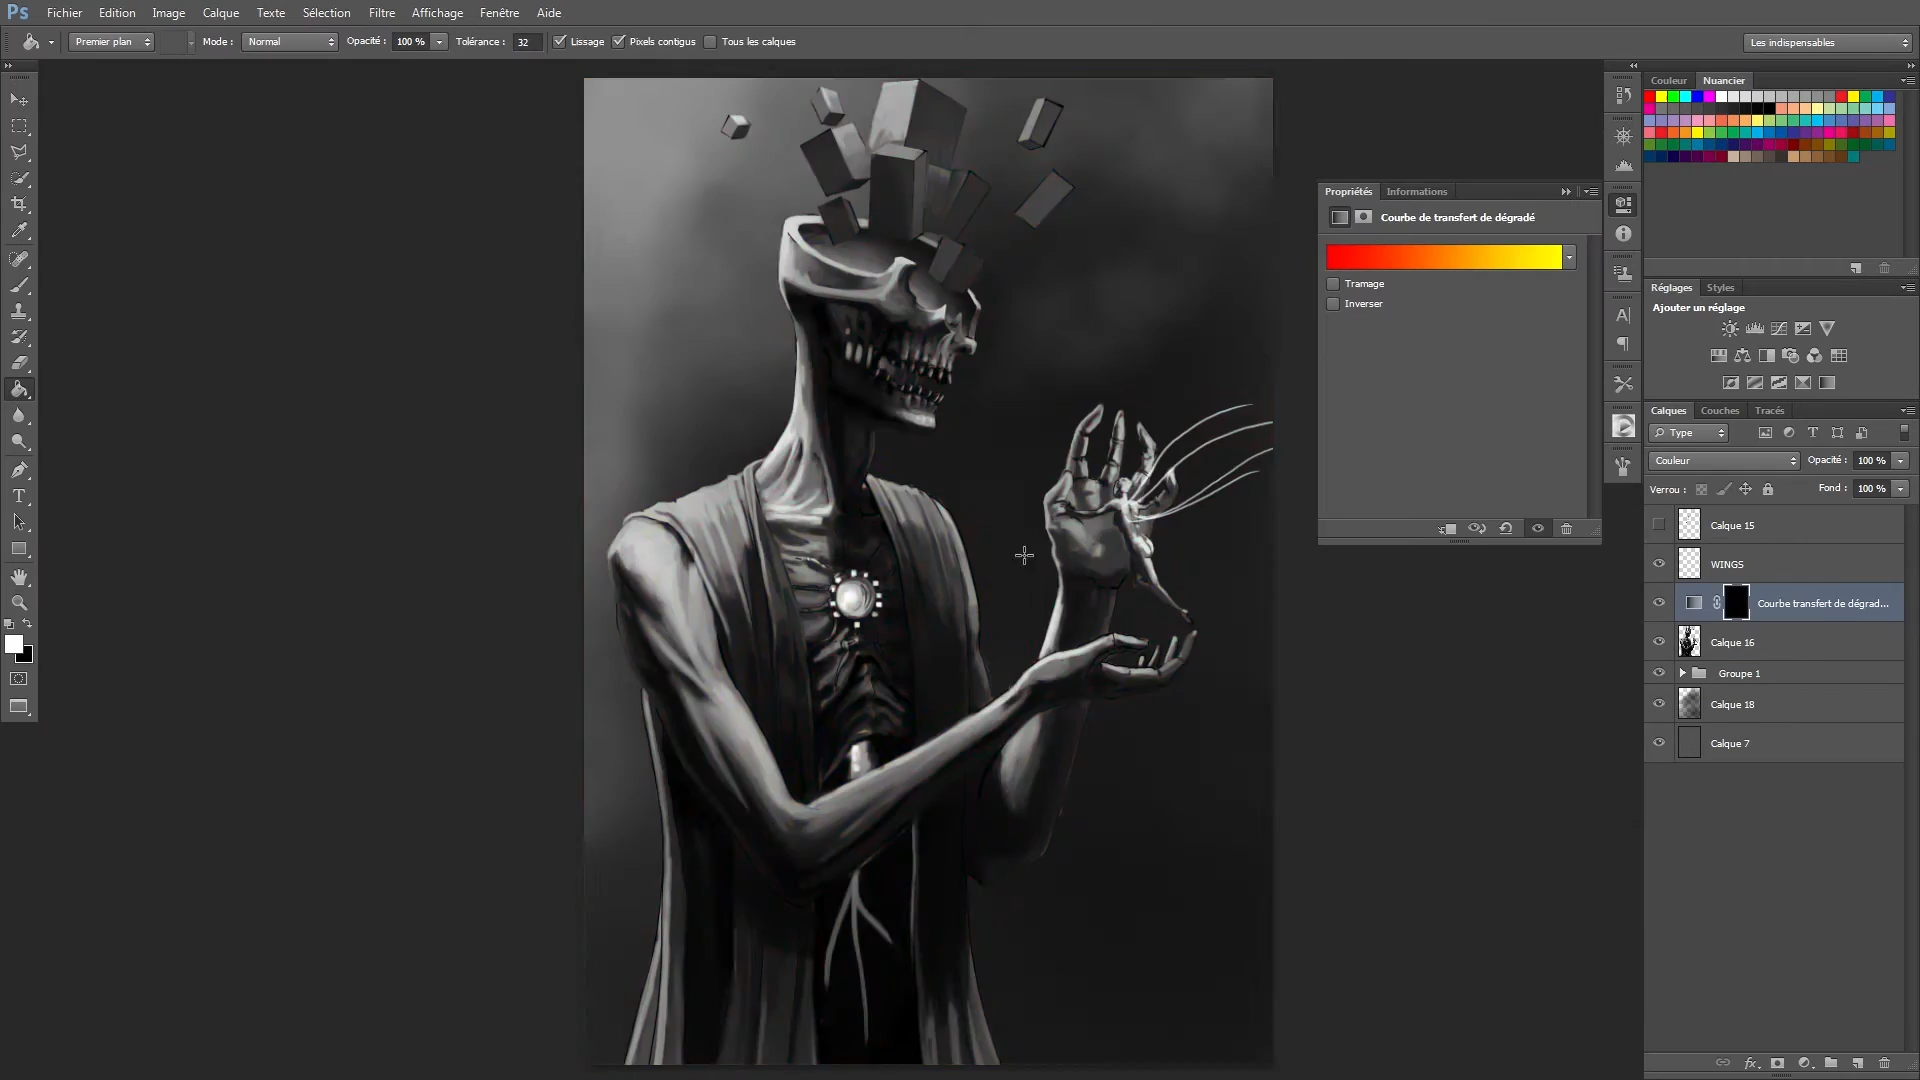 Ps Fichier Edition Image Calque Texte Sélection Filtre Affichage Fenêtre Aide
Premier plan Mode : Normal Opacité : 100 % Tolérance : 32 Lissage Pixels contigus Tous les calques Les indispensables
Couleur Nuancier
Propriétés Informations
Courbe de transfert de dégradé
Tramage
Inverser
Réglages Styles
Ajouter un réglage
Calques Couches Tracés
Type
Couleur Opacité : 100 %
Verrou : Fond : 100 %
Calque 15
WINGS
Courbe transfert de dégrad...
Calque 16
Groupe 1
Calque 18
Calque 7